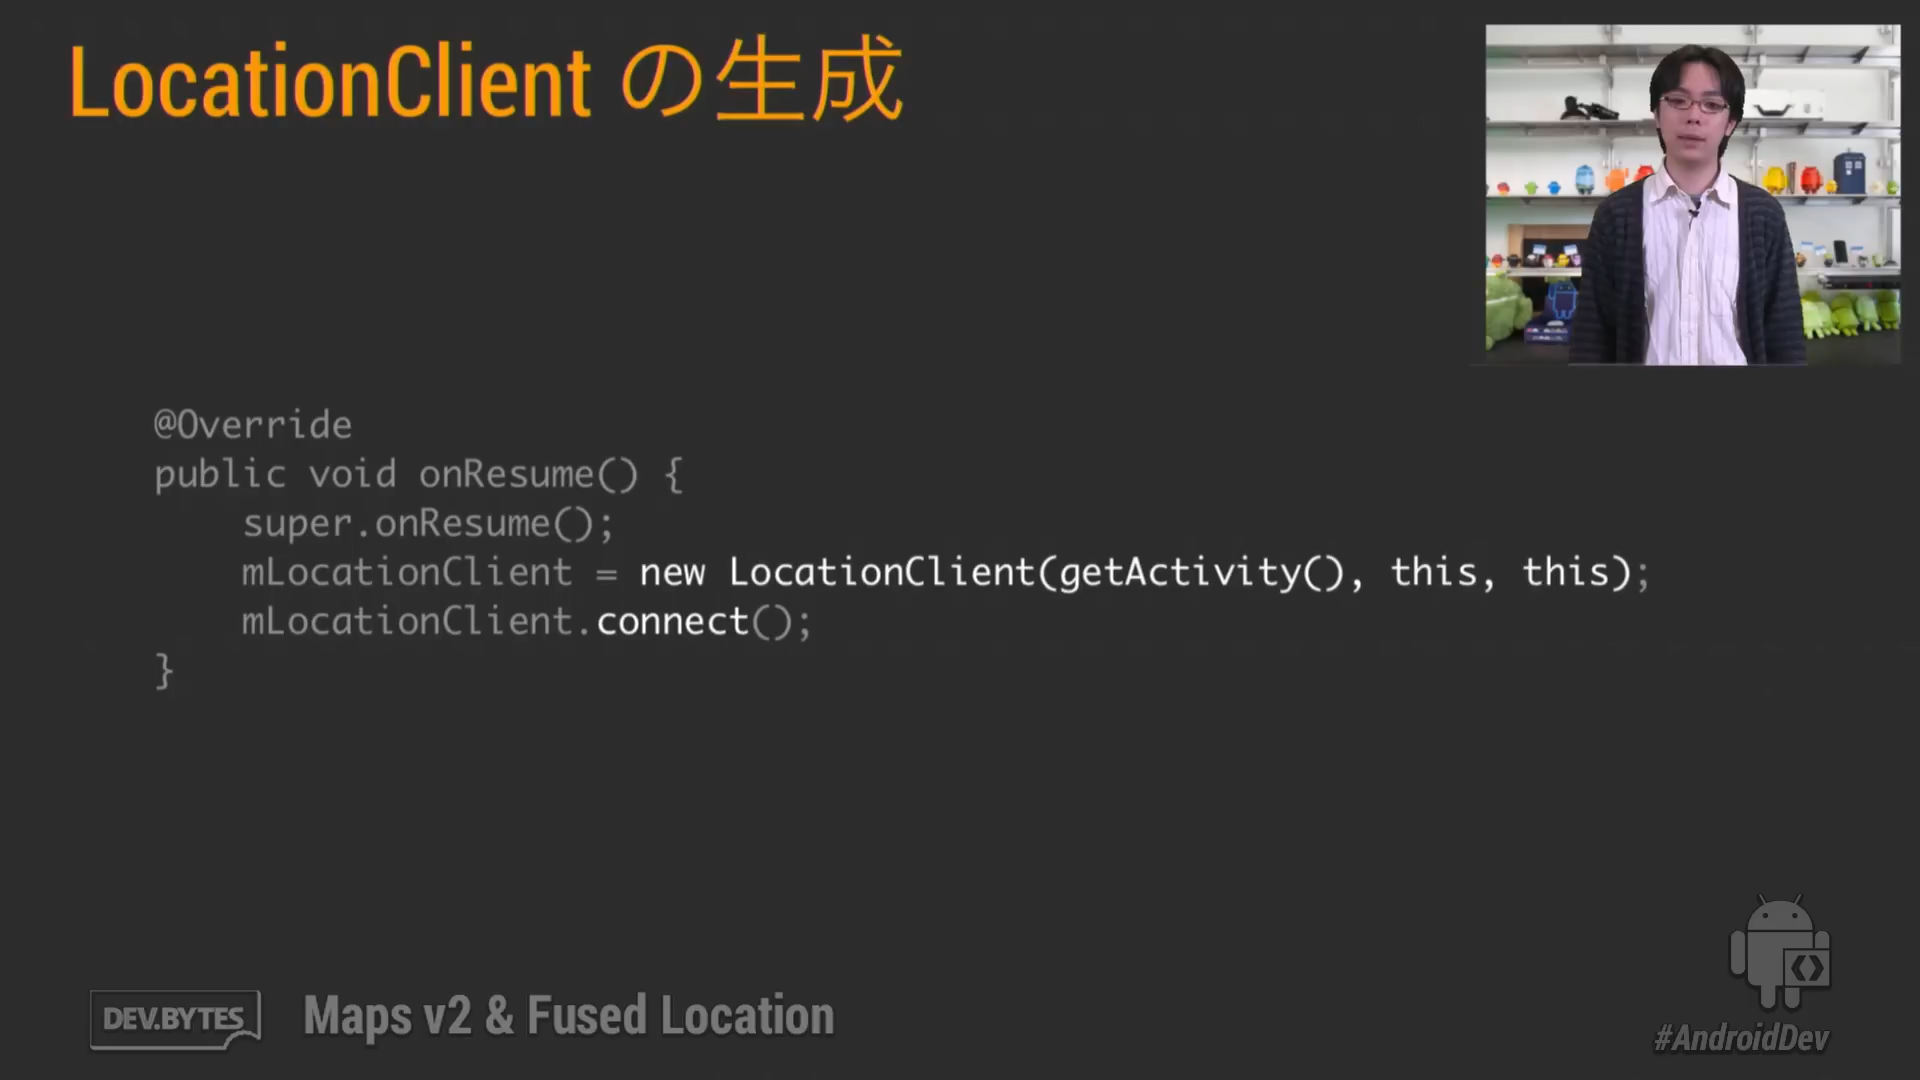 LocationClient の生成
@Override
public void onResume() {
super.onResume();
mLocationClient = new LocationClient(getActivity(), this, this);
mLocationClient.connect();
}
DEV.BYTES
Maps v2 & Fused Location
#AndroidDev